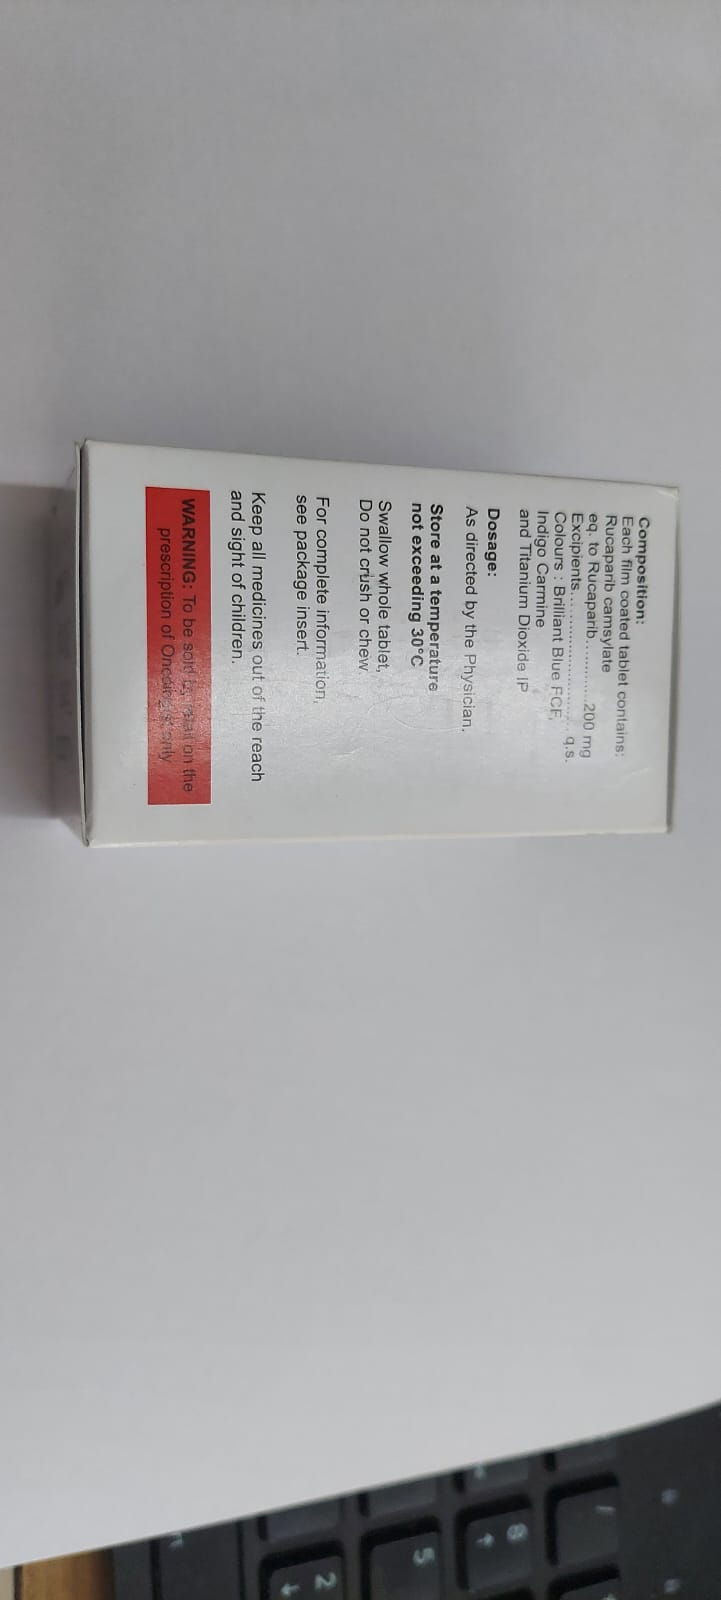 Composition:
Each film coated tablet contains:
Rucaparib camsylate
eq. to Rucaparib..............200 mg
Excipients............................ q.s.
Colours : Brilliant Blue FCF,
Indigo Carmine
and Titanium Dioxide IP
Dosage:
As directed by the Physician.
Store at a temperature
not exceeding 30°C
Swallow whole tablet,
Do not crush or chew
For complete information,
see package insert.
Keep all medicines out of the reach
and sight of children.
WARNING: To be sold by retail on the
prescription of Oncologist only
/
8
↑
5
2
↓